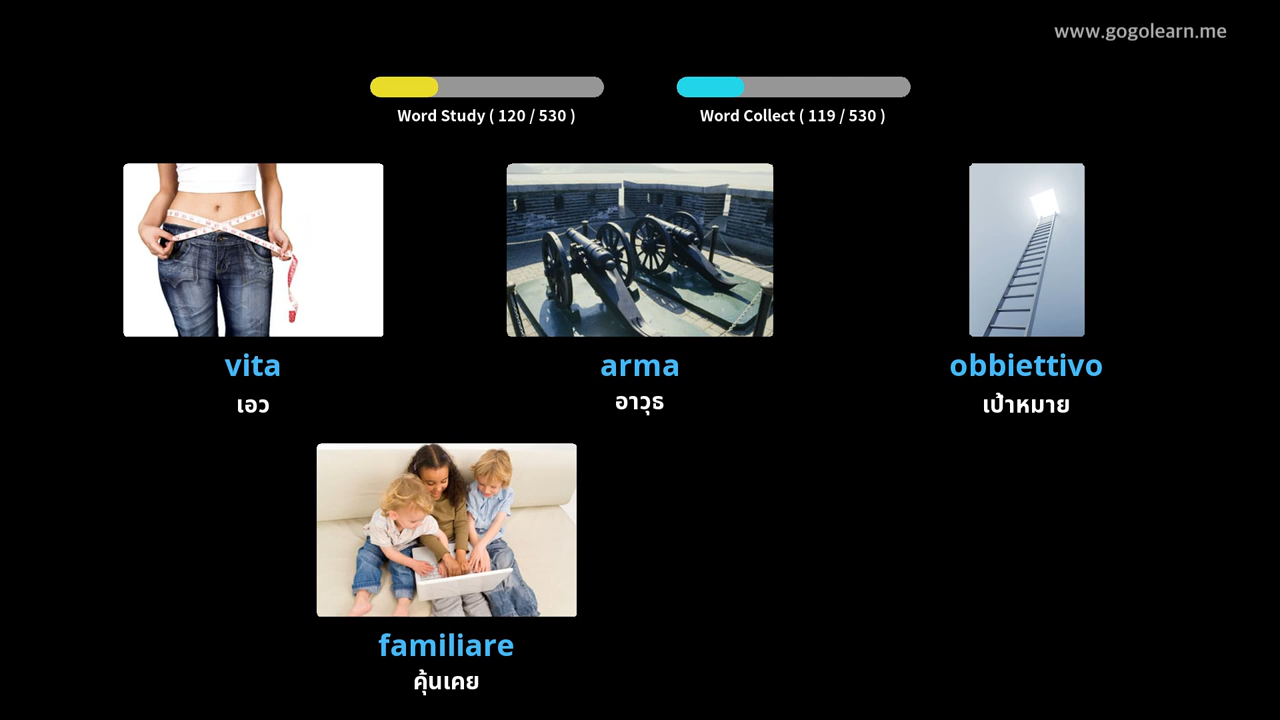 www.gogolearn.me
Word Study ( 120 / 530 )
Word Collect ( 119 / 530 )
vita
เอว
arma
อาวุธ
obbiettivo
เป้าหมาย
familiare
คุ้นเคย